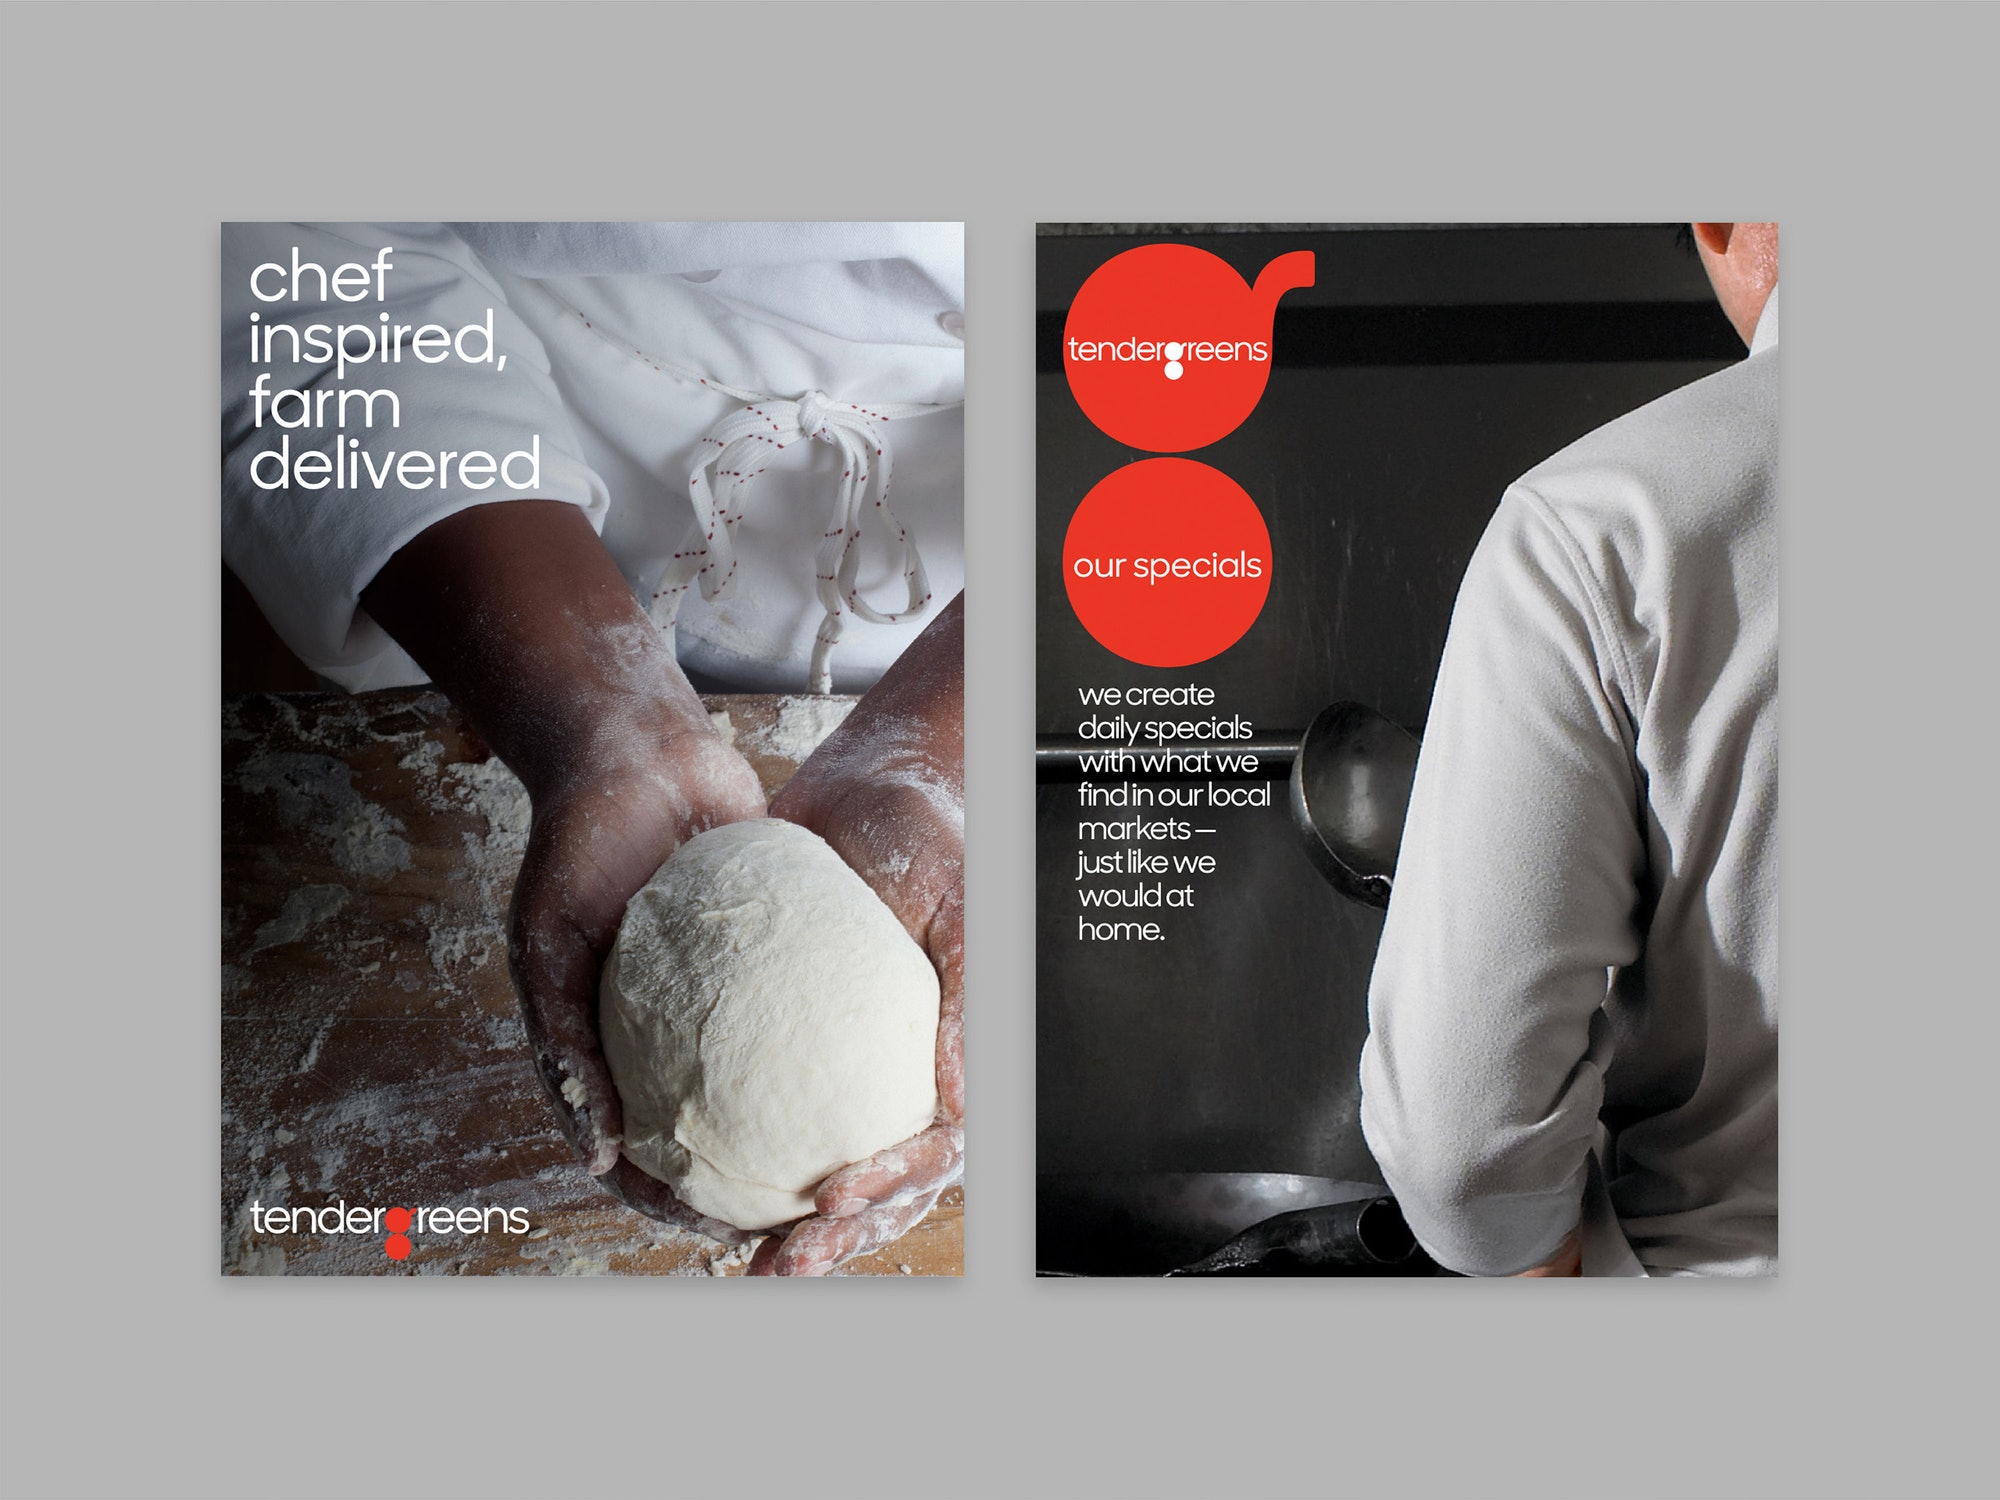 chef
inspired,
farm
delivered
tendergreens
tendergreens
our specials
we create
daily specials
with what we
find in our local
markets —
just like we
would at
home.